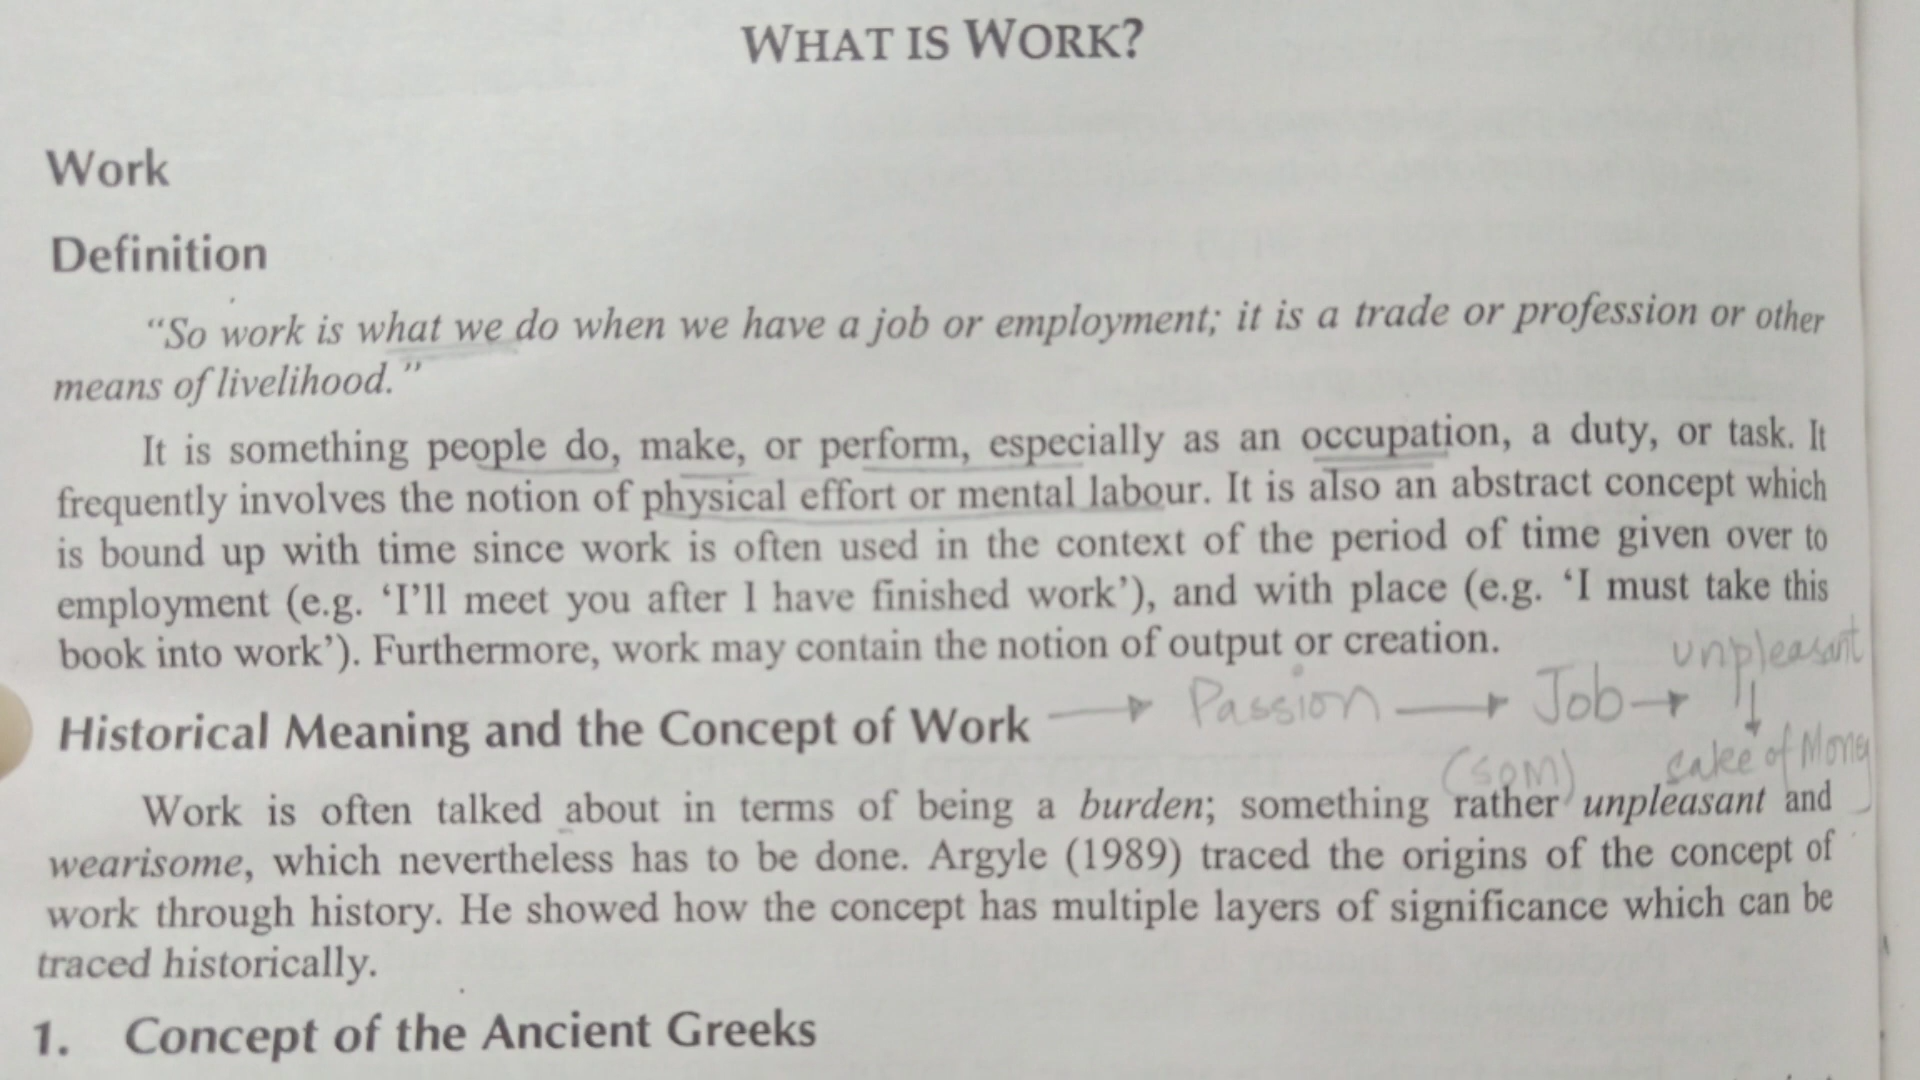 WHAT IS WORK?
Work
Definition
"So work is what we do when we have a job or employment; it is a trade or profession or other
means of livelihood."
It is something people do, make, or perform, especially as an occupation, a duty, or task. It
frequently involves the notion of physical effort or mental labour. It is also an abstract concept which
is bound up with time since work is often used in the context of the period of time given over to
employment (e.g. 'I'll meet you after I have finished work'), and with place (e.g. 'I must take this
book into work'). Furthermore, work may contain the notion of output or creation.
unpleasant
Historical Meaning and the Concept of Work → Passion → Job →
(SOM) sake of Money
Work is often talked about in terms of being a burden; something rather unpleasant and
wearisome, which nevertheless has to be done. Argyle (1989) traced the origins of the concept of
work through history. He showed how the concept has multiple layers of significance which can be
traced historically.
1. Concept of the Ancient Greeks